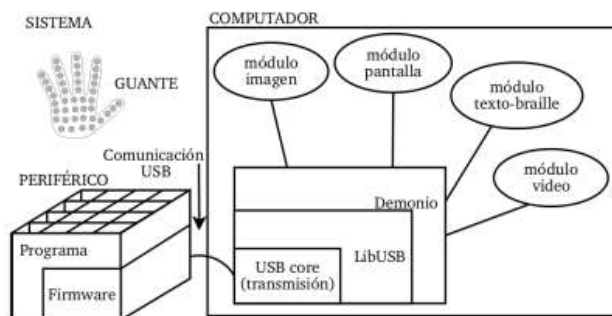 SISTEMA
GUANTE
Comunicación
USB
PERIFÉRICO
Programa
Firmware
COMPUTADOR
módulo
imagen
módulo
pantalla
módulo
texto-braille
módulo
video
Demonio
LibUSB
USB core
(transmisión)